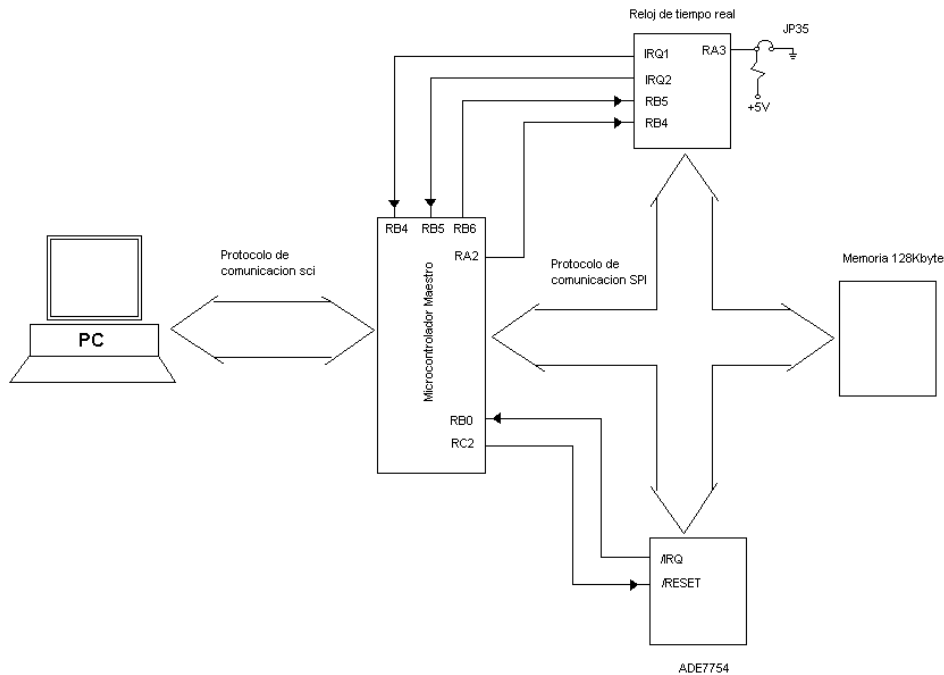 Reloj de tiempo real
JP35
IRQ1
RA3
IRQ2
RB5
+5V
RB4
RB4
RB5
RB6
RA2
Protocolo de
comunicacion sci
Protocolo de
comunicacion SPI
Memoria 128Kbyte
Microcontrolador Maestro
PC
RB0
RC2
/IRQ
/RESET
ADE7754